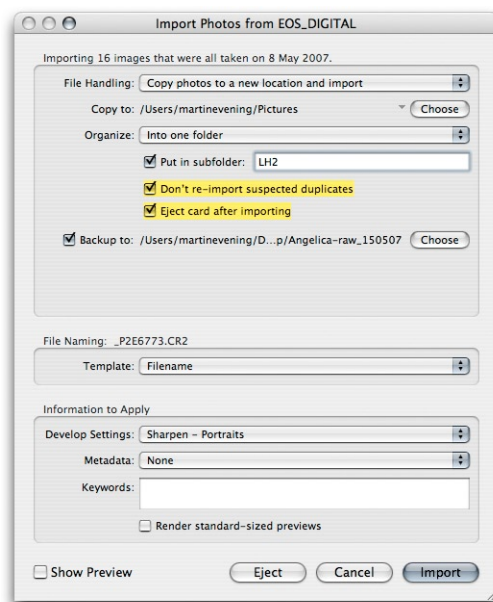 Import Photos from EOS_DIGITAL
Importing 16 images that were all taken on 8 May 2007.
File Handling: Copy photos to a new location and import
Copy to: /Users/martinevening/Pictures Choose
Organize: Into one folder
Put in subfolder: LH2
Don't re-import suspected duplicates
Eject card after importing
Backup to: /Users/martinevening/D...p/Angelica-raw_150507 Choose
File Naming: _P2E6773.CR2
Template: Filename
Information to Apply
Develop Settings: Sharpen – Portraits
Metadata: None
Keywords:
Render standard-sized previews
Show Preview Eject Cancel Import